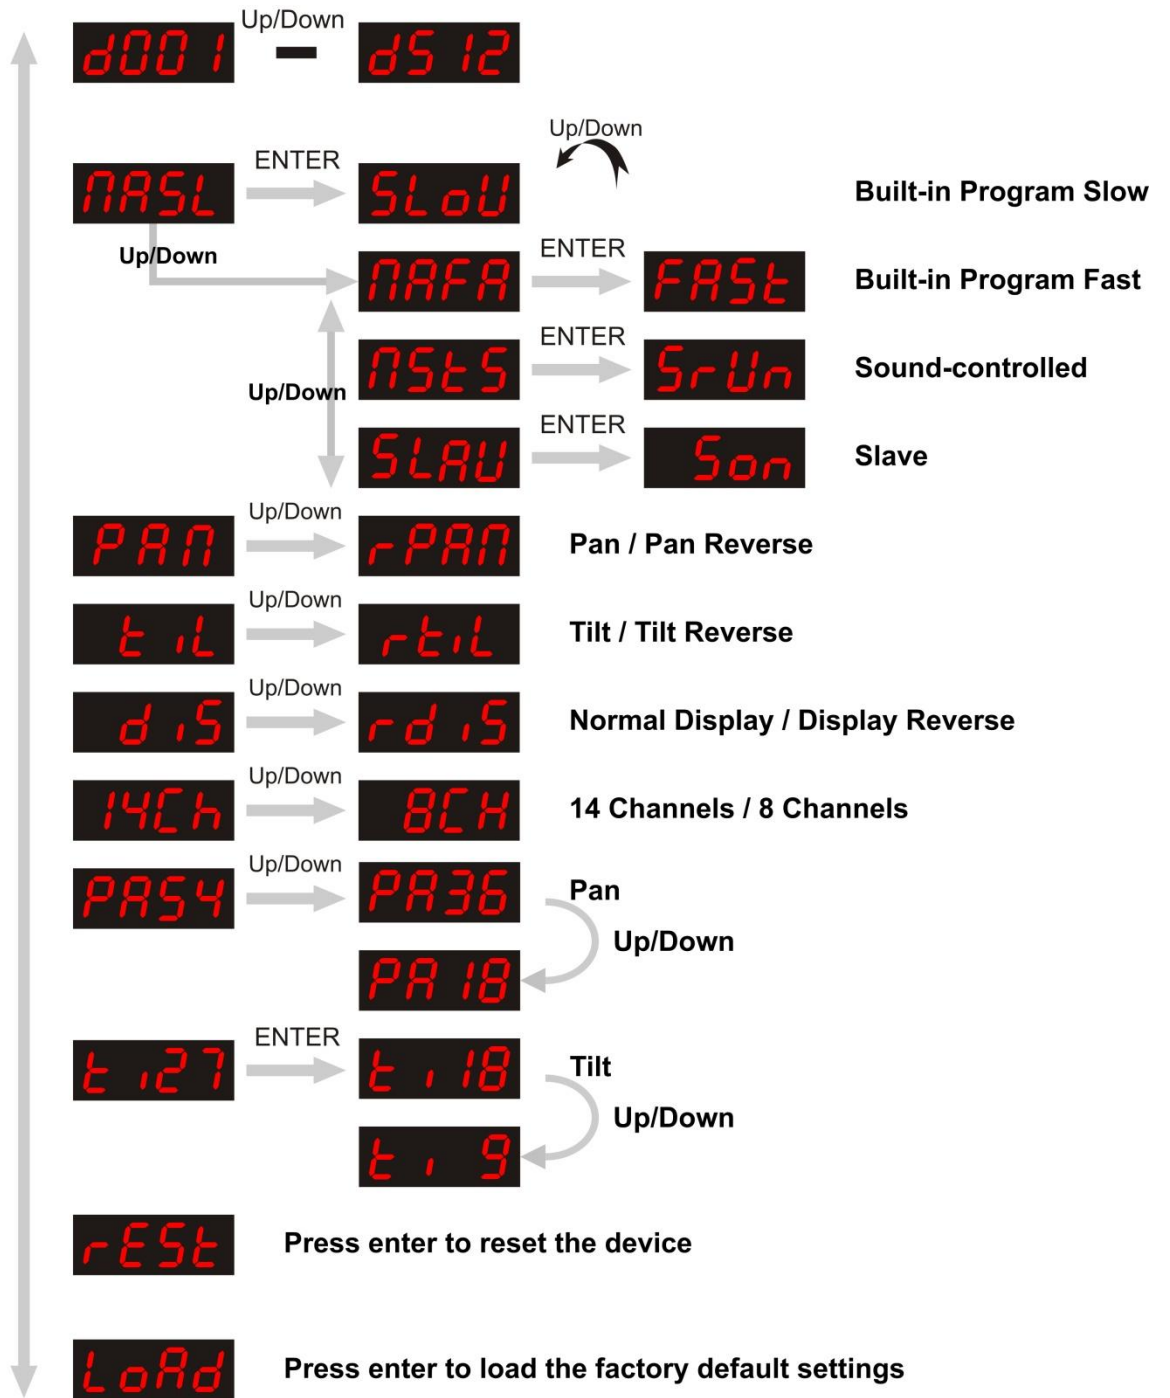 Up/Down
d001 d512
Up/Down
ENTER
MASL SLoU Built-in Program Slow
Up/Down
ENTER
MAFA FASt Built-in Program Fast
ENTER
MStS SrUn Sound-controlled
Up/Down
ENTER
SLAU Son Slave
Up/Down
PAM rPAM Pan / Pan Reverse
Up/Down
tiL rtiL Tilt / Tilt Reverse
Up/Down
diS rdiS Normal Display / Display Reverse
Up/Down
14Ch 8CH 14 Channels / 8 Channels
Up/Down
PA54 PA36 Pan
Up/Down
PA18
ENTER
ti27 ti18 Tilt
Up/Down
ti 9
rESt Press enter to reset the device
LoAd Press enter to load the factory default settings